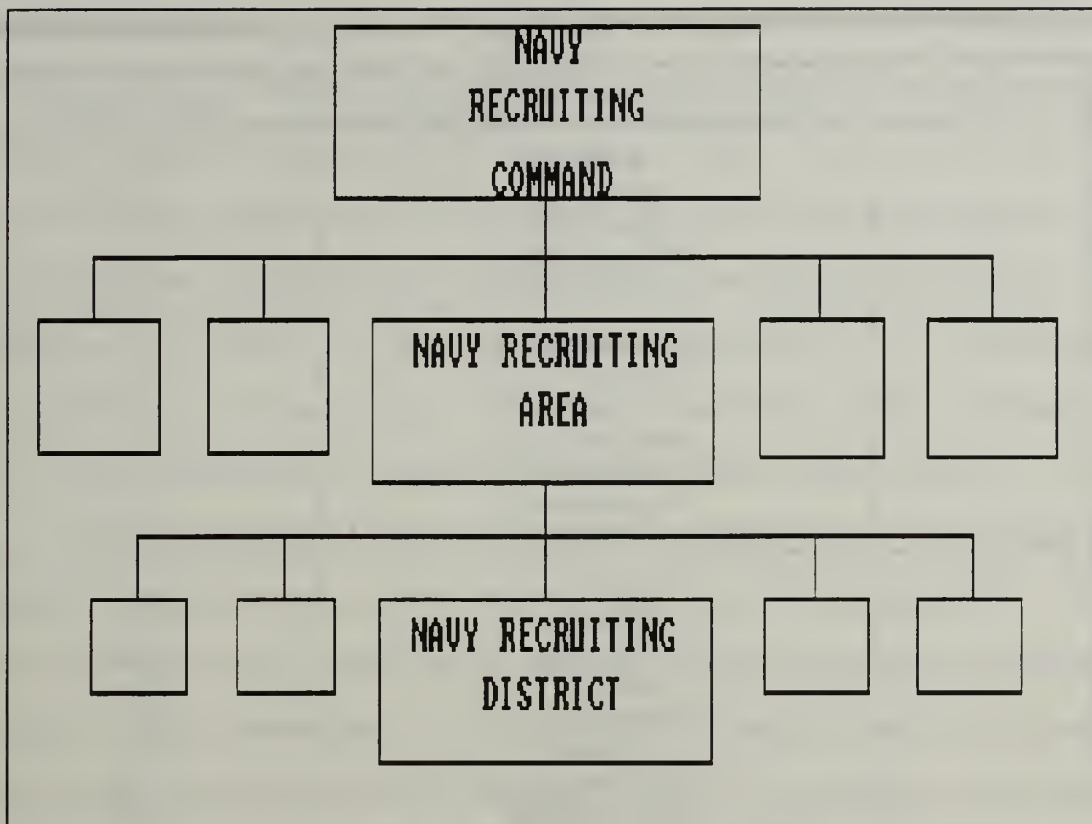 NAVY
RECRUITING
COMMAND
NAVY RECRUITING
AREA
NAVY RECRUITING
DISTRICT